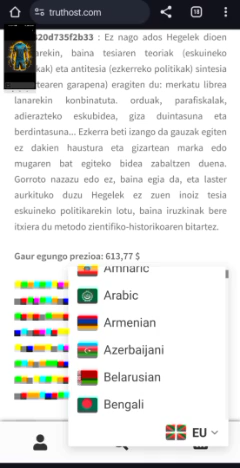 truthost.com
18
20d735f2b33 : Ez nago ados Hegelek dioen
arekin, baina tesiaren teoriak (eskuineko
kak) eta antitesia (ezkerreko politikak) sintesia
artearen garapena) eragiten du: merkatu librea
lanarekin konbinatuta. orduak, parafiskalak,
adierazteko eskubidea, giza duintasuna eta
berdintasuna... Ezkerra beti izango da gauzak egiten
ez dakien haustura eta gizartean marka edo
mugaren bat egiteko bidea zabaltzen duena.
Gorroto nazazu edo ez, baina egia da, eta laster
aurkituko duzu Hegelek ez zuen inoiz tesia
eskuineko politikarekin lotu, baina iruzkinak bere
itxiera du metodo zientifiko-historikoaren bitartez.
Gaur egungo prezioa: 613,77 $
Amharic
Arabic
Armenian
Azerbaijani
Belarusian
Bengali
EU